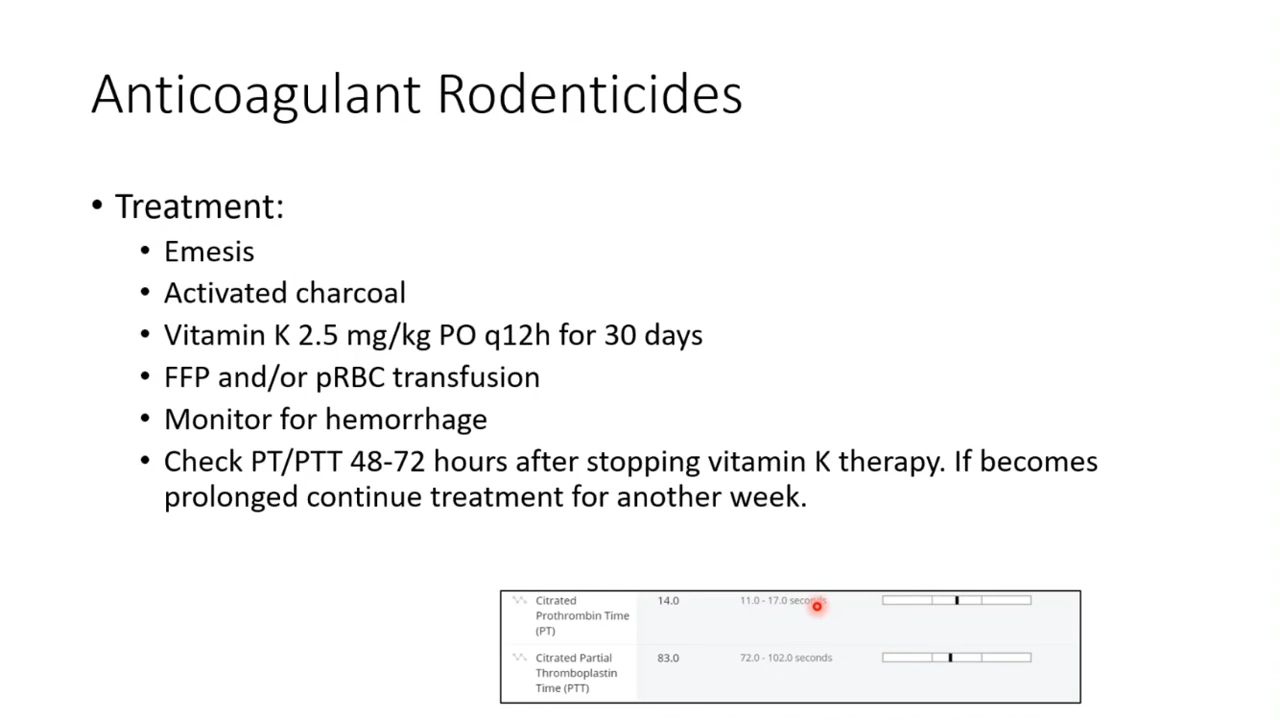 Anticoagulant Rodenticides
• Treatment:
• Emesis
• Activated charcoal
• Vitamin K 2.5 mg/kg PO q12h for 30 days
• FFP and/or pRBC transfusion
• Monitor for hemorrhage
• Check PT/PTT 48-72 hours after stopping vitamin K therapy. If becomes
prolonged continue treatment for another week.
Citrated 14.0 11.0 - 17.0 seconds
Prothrombin Time
(PT)
Citrated Partial 83.0 72.0 - 102.0 seconds
Thromboplastin
Time (PTT)